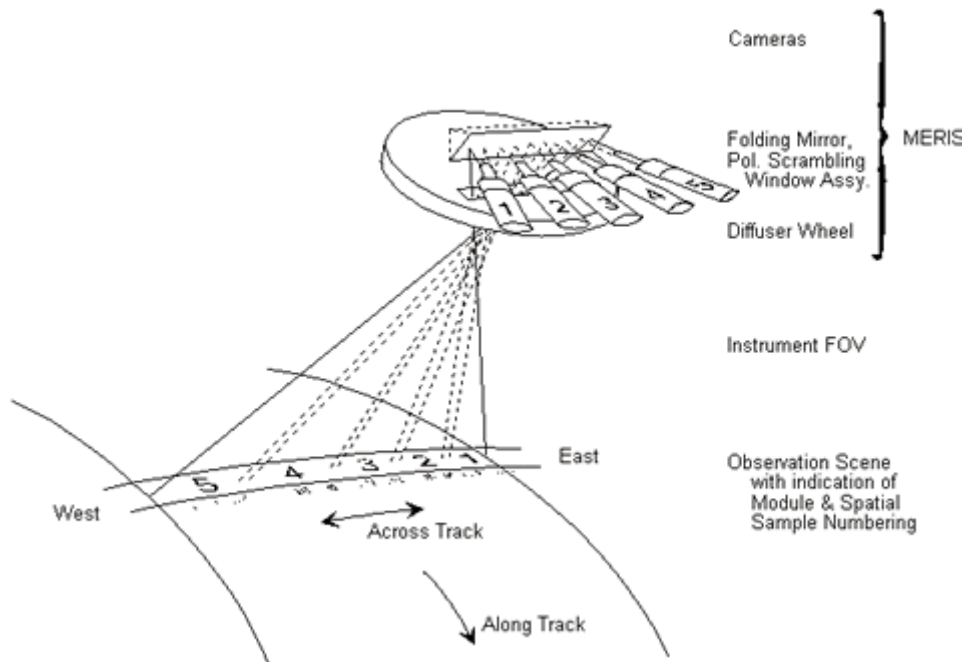 Cameras
Folding Mirror,
Pol. Scrambling
Window Assy.
MERIS
Diffuser Wheel
1 2 3 4 5
Instrument FOV
East
5 4 3 2 1
West
Observation Scene
with indication of
Module & Spatial
Sample Numbering
Across Track
Along Track